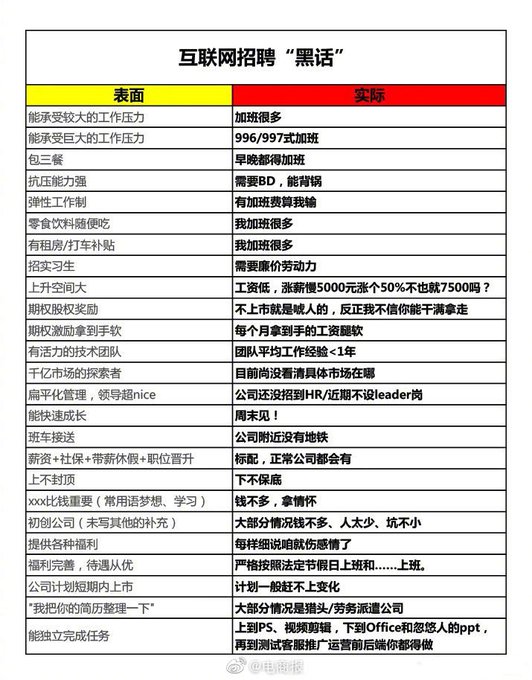 互联网招聘“黑话”
表面 实际
能承受较大的工作压力 加班很多
能承受巨大的工作压力 996/997式加班
包三餐 早晚都得加班
抗压能力强 需要BD，能背锅
弹性工作制 有加班费算我输
零食饮料随便吃 我加班很多
有租房/打车补贴 我加班很多
招实习生 需要廉价劳动力
上升空间大 工资低，涨薪慢5000元涨个50%不也就7500吗？
期权股权奖励 不上市就是唬人的，反正我不信你能干满拿走
期权激励拿到手软 每个月拿到手的工资腿软
有活力的技术团队 团队平均工作经验<1年
千亿市场的探索者 目前尚没看清具体市场在哪
扁平化管理，领导超nice 公司还没招到HR/近期不设leader岗
能快速成长 周末见！
班车接送 公司附近没有地铁
薪资+社保+带薪休假+职位晋升 标配，正常公司都会有
上不封顶 下不保底
xxx比钱重要（常用语梦想、学习） 钱不多，拿情怀
初创公司（未写其他的补充） 大部分情况钱不多、人太少、坑不小
提供各种福利 每样细说咱就伤感情了
福利完善，待遇从优 严格按照法定节假日上班和……上班。
公司计划短期内上市 计划一般赶不上变化
"我把你的简历整理一下" 大部分情况是猎头/劳务派遣公司
能独立完成任务 上到PS、视频剪辑，下到Office和忽悠人的ppt，
再到测试客服推广运营前后端你都得做
@电商报